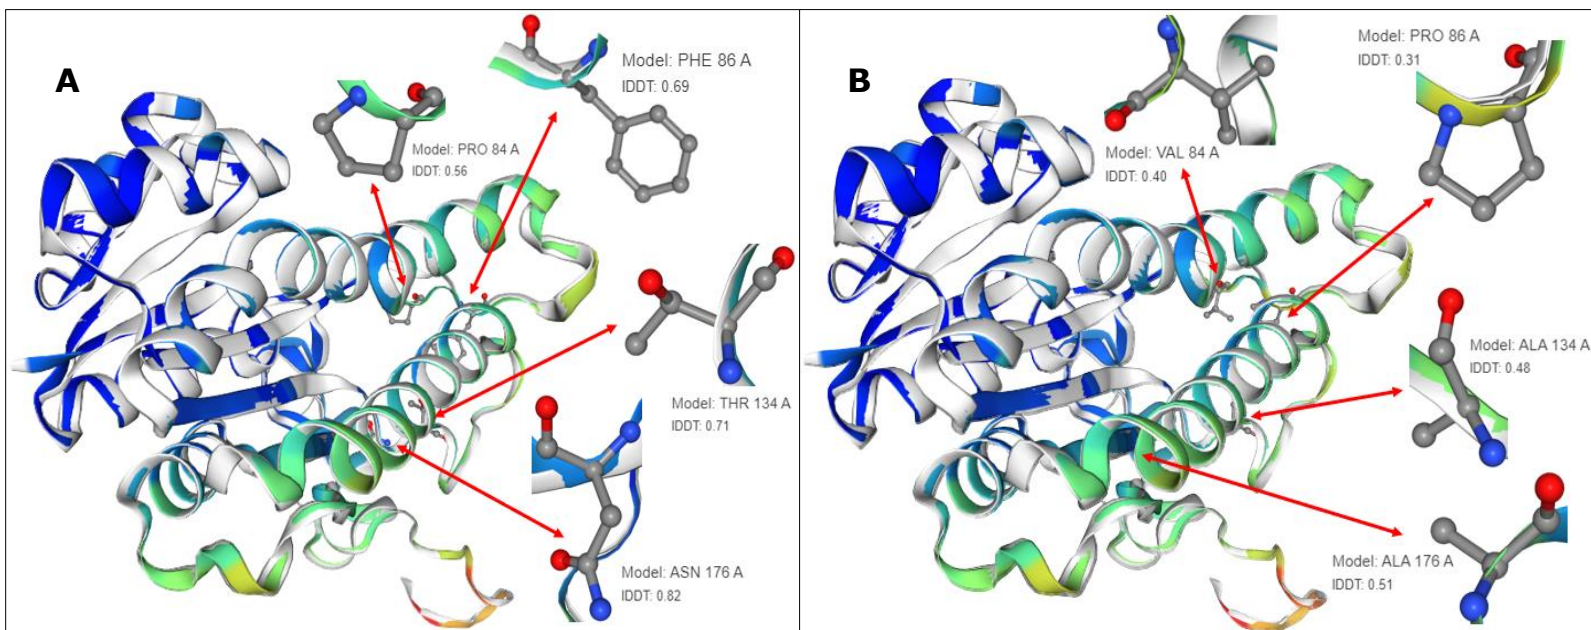 A
Model: PHE 86 A
lDDT: 0.69
Model: PRO 84 A
lDDT: 0.56
Model: THR 134 A
lDDT: 0.71
Model: ASN 176 A
lDDT: 0.82
B
Model: PRO 86 A
lDDT: 0.31
Model: VAL 84 A
lDDT: 0.40
Model: ALA 134 A
lDDT: 0.48
Model: ALA 176 A
lDDT: 0.51